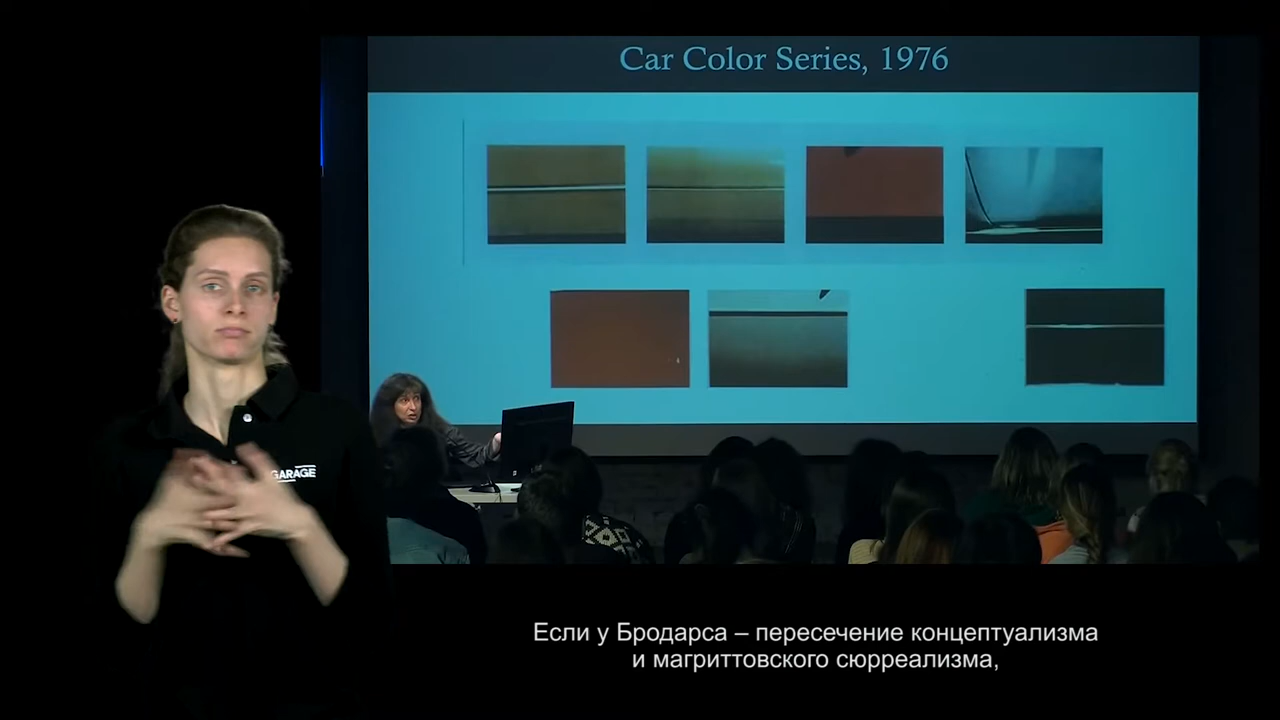 Car Color Series, 1976
GARAGE
Если у Бродарса – пересечение концептуализма
и магриттовского сюрреализма,